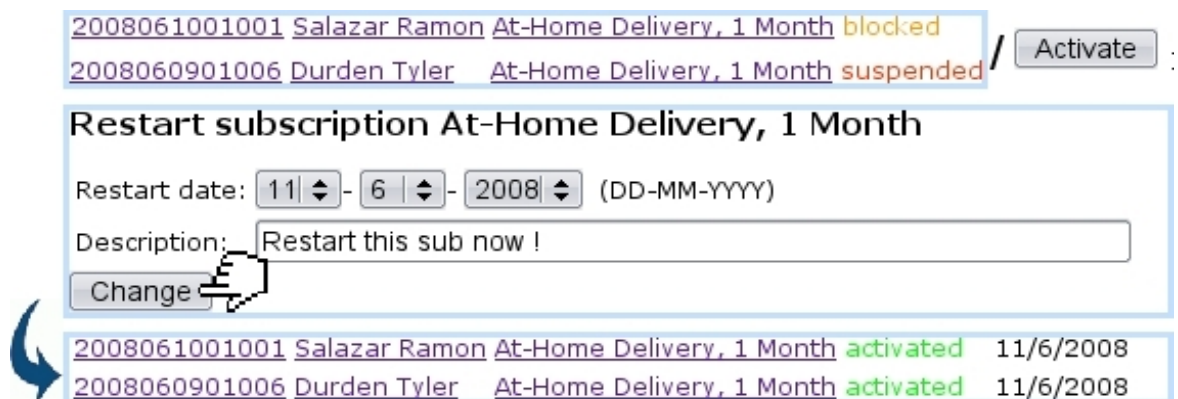 2008061001001 Salazar Ramon At-Home Delivery, 1 Month blocked
2008060901006 Durden Tyler At-Home Delivery, 1 Month suspended
/ Activate
Restart subscription At-Home Delivery, 1 Month
Restart date: 11 - 6 - 2008 (DD-MM-YYYY)
Description: Restart this sub now !
Change
2008061001001 Salazar Ramon At-Home Delivery, 1 Month activated 11/6/2008
2008060901006 Durden Tyler At-Home Delivery, 1 Month activated 11/6/2008